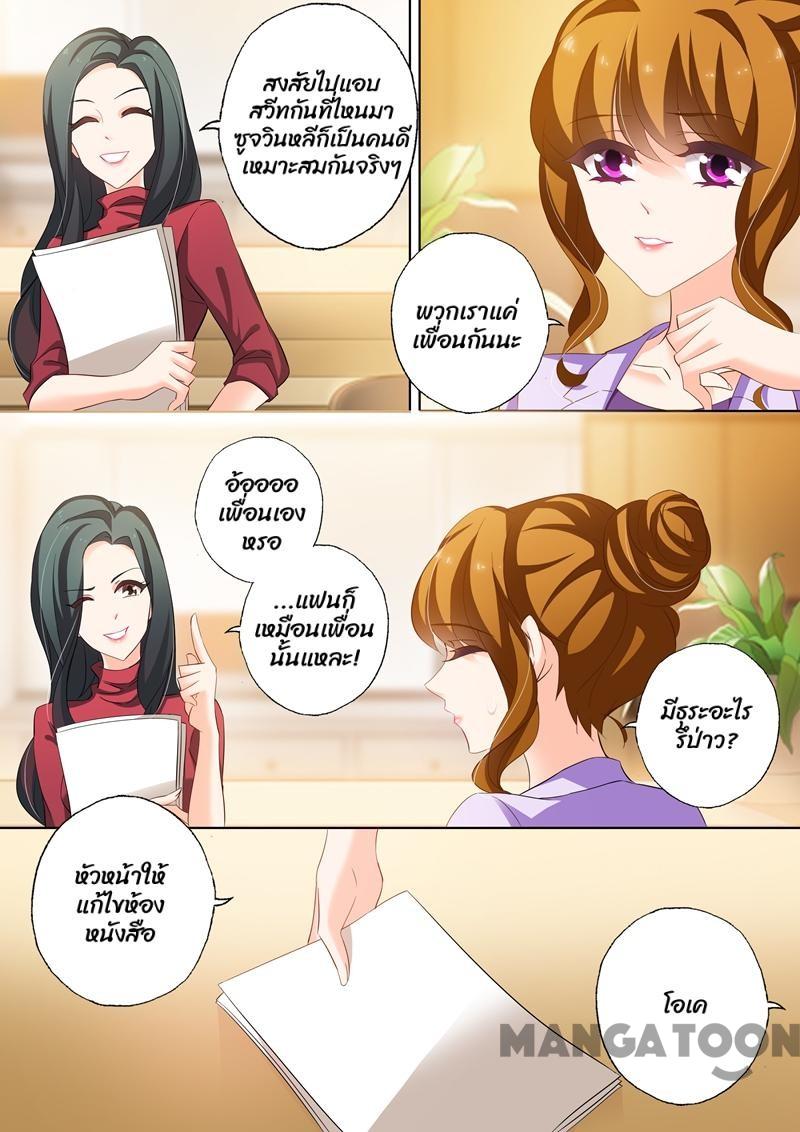 สงสัยไปแอบ
สวีทกันที่ไหนมา
ซูจวินหลีก็เป็นคนดี
เหมาะสมกันจริงๆ
พวกเราแค่
เพื่อนกันนะ
อ้ออออ
เพื่อนเอง
หรอ
...แฟนก็
เหมือนเพื่อน
นั้นแหละ!
มีธุระอะไร
รึป่าว?
หัวหน้าให้
แก้ไขห้อง
หนังสือ
โอเค
MANGATOON